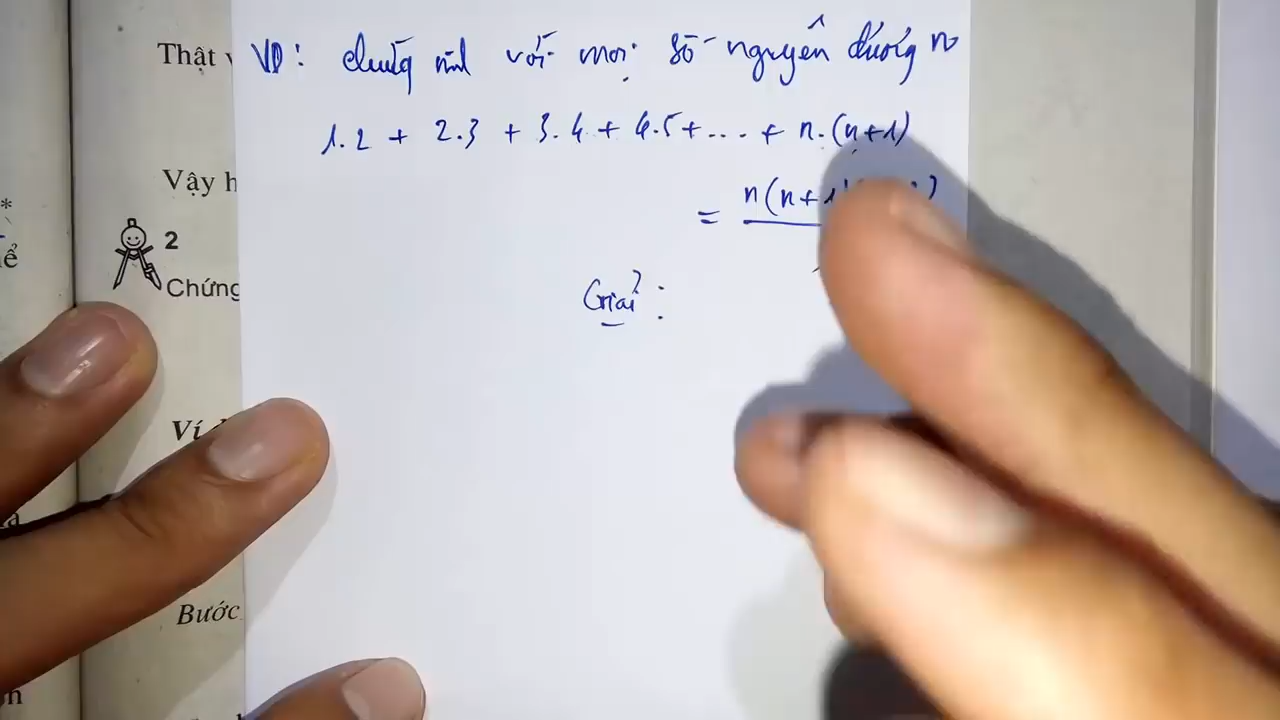 Thật
VD: chứng minh với mọi số nguyên dương n
1.2 + 2.3 + 3.4 + 4.5 + ... + n.(n+1)
Vậy h
= n(n+1
*
ể
2
Chứng
Giải:
Ví
Bước